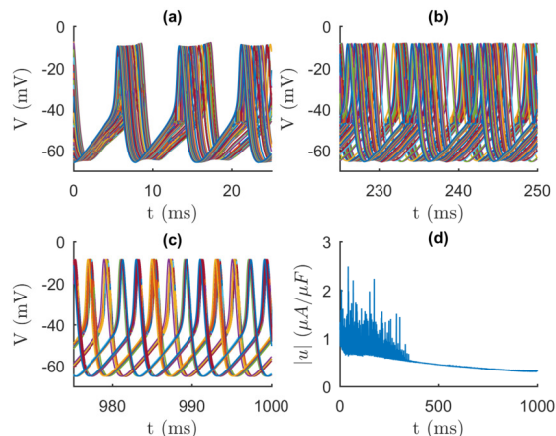 (a)
0
-20
-40
-60
V (mV)
0 10 20
t (ms)
(b)
0
-20
-40
-60
V (mV)
230 240 250
t (ms)
(c)
0
-20
-40
-60
V (mV)
980 990 1000
t (ms)
(d)
3
2
1
0
|u| (μA/μF)
0 500 1000
t (ms)